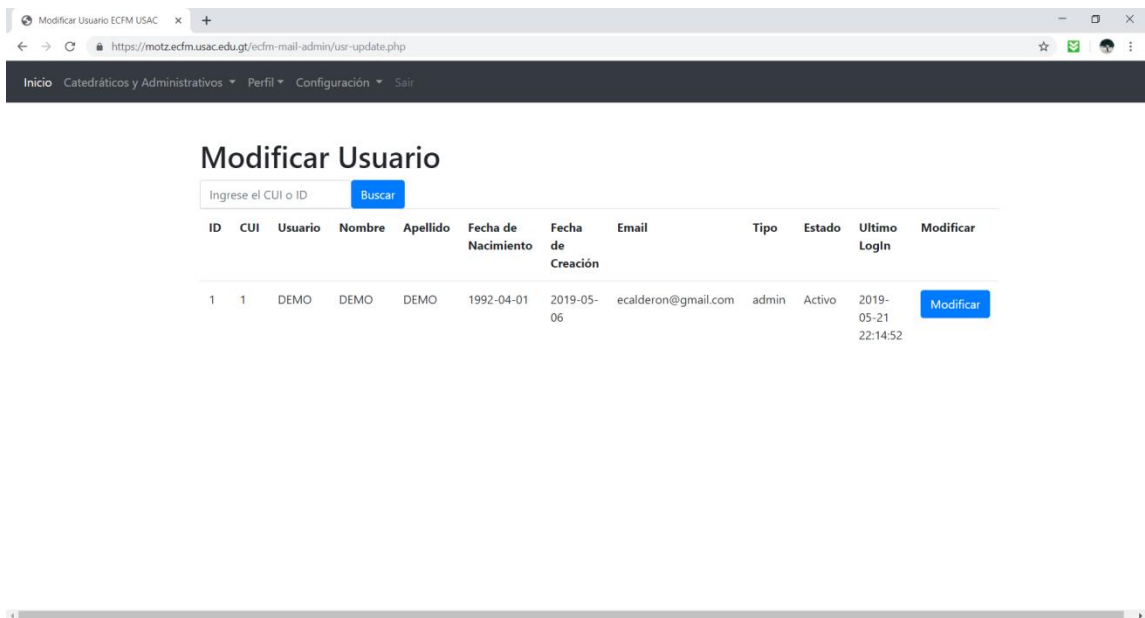 Modificar Usuario ECFM USAC
https://motz.ecfm.usac.edu.gt/ecfm-mail-admin/usr-update.php
Inicio Catedráticos y Administrativos Perfil Configuración Sair
Modificar Usuario
Ingrese el CUI o ID Buscar
ID CUI Usuario Nombre Apellido Fecha de Fecha Email Tipo Estado Ultimo Modificar
Nacimiento de LogIn
Creación
1 1 DEMO DEMO DEMO 1992-04-01 2019-05- ecalderon@gmail.com admin Activo 2019- Modificar
06 05-21
22:14:52